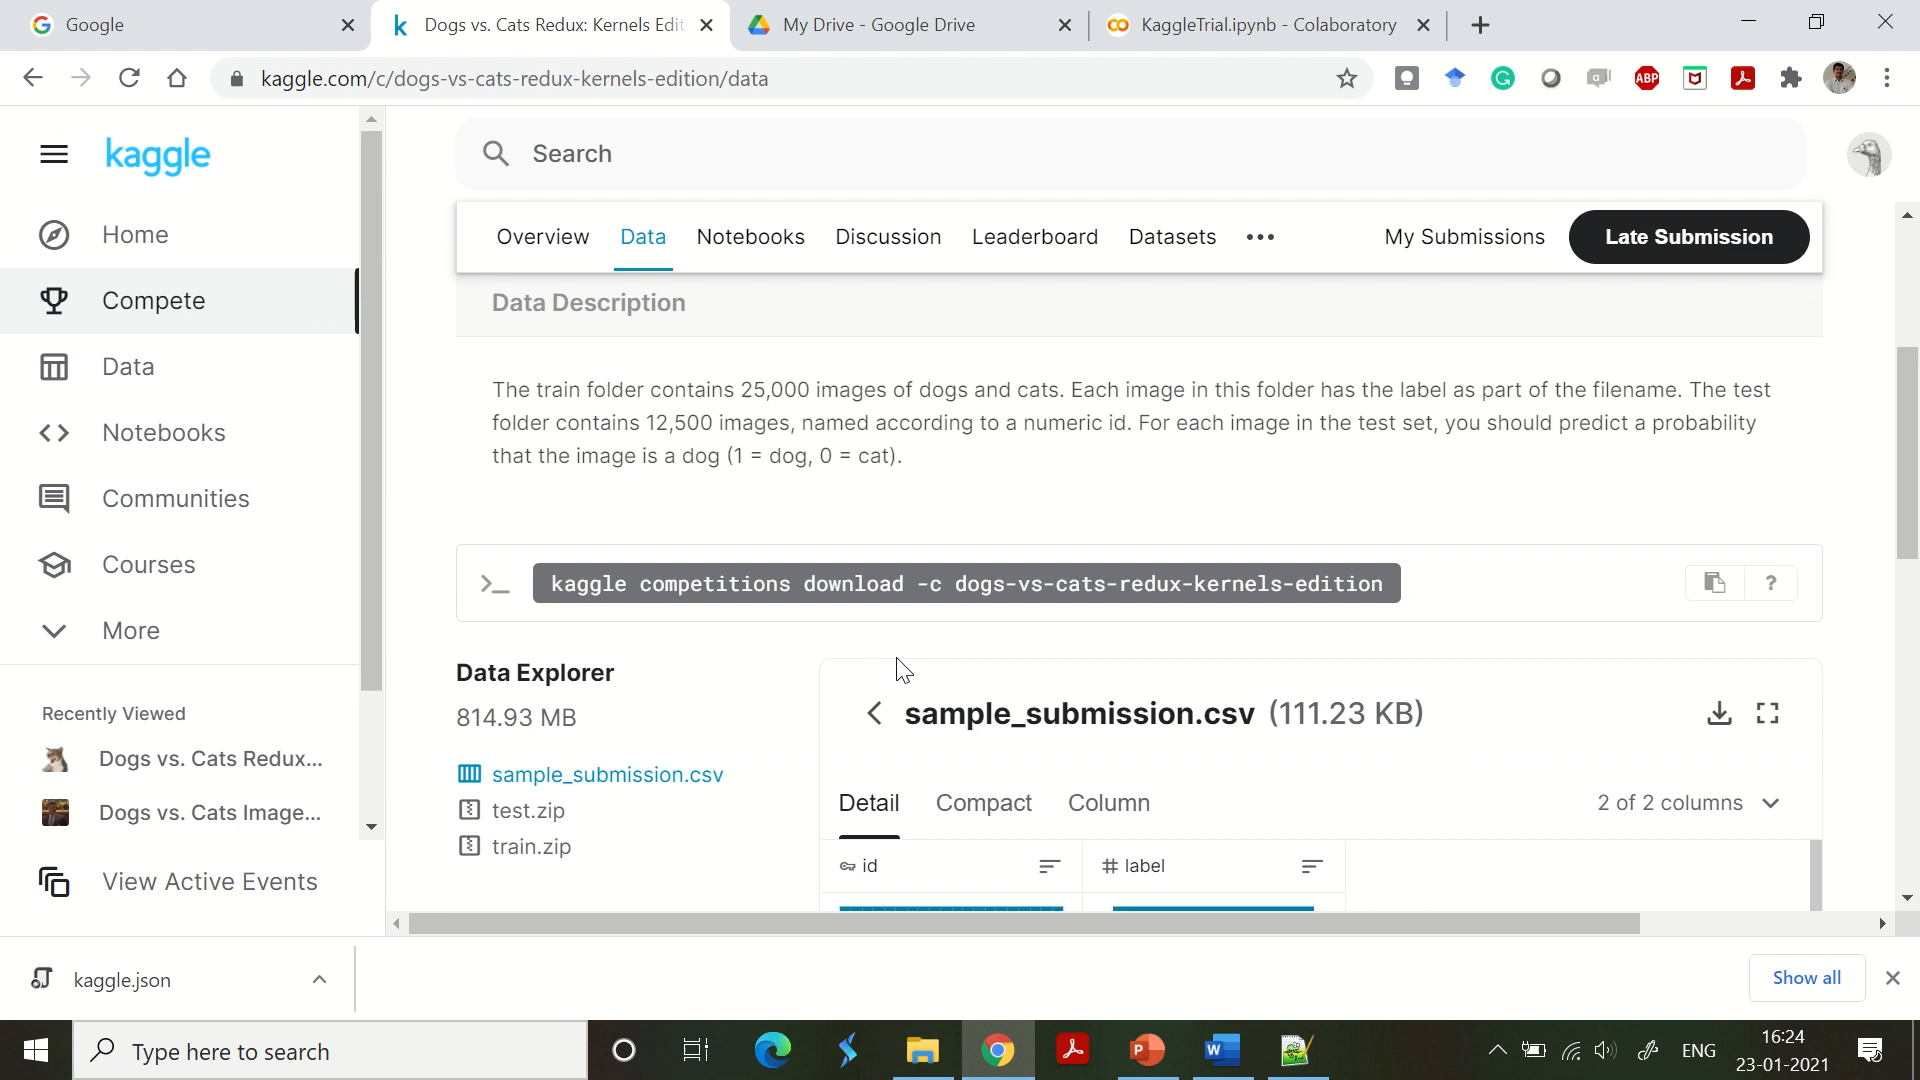 Google
Dogs vs. Cats Redux: Kernels Edit
My Drive - Google Drive
KaggleTrial.ipynb - Colaboratory
kaggle.com/c/dogs-vs-cats-redux-kernels-edition/data
ABP
kaggle
Search
Home
Compete
Data
Notebooks
Communities
Courses
More
Recently Viewed
Dogs vs. Cats Redux...
Dogs vs. Cats Image...
View Active Events
Overview Data Notebooks Discussion Leaderboard Datasets ••• My Submissions Late Submission
Data Description
The train folder contains 25,000 images of dogs and cats. Each image in this folder has the label as part of the filename. The test
folder contains 12,500 images, named according to a numeric id. For each image in the test set, you should predict a probability
that the image is a dog (1 = dog, 0 = cat).
>_ kaggle competitions download -c dogs-vs-cats-redux-kernels-edition ?
Data Explorer
814.93 MB
sample_submission.csv
test.zip
train.zip
sample_submission.csv (111.23 KB)
Detail Compact Column 2 of 2 columns
id # label
kaggle.json
Show all
Type here to search
ENG
16:24
23-01-2021